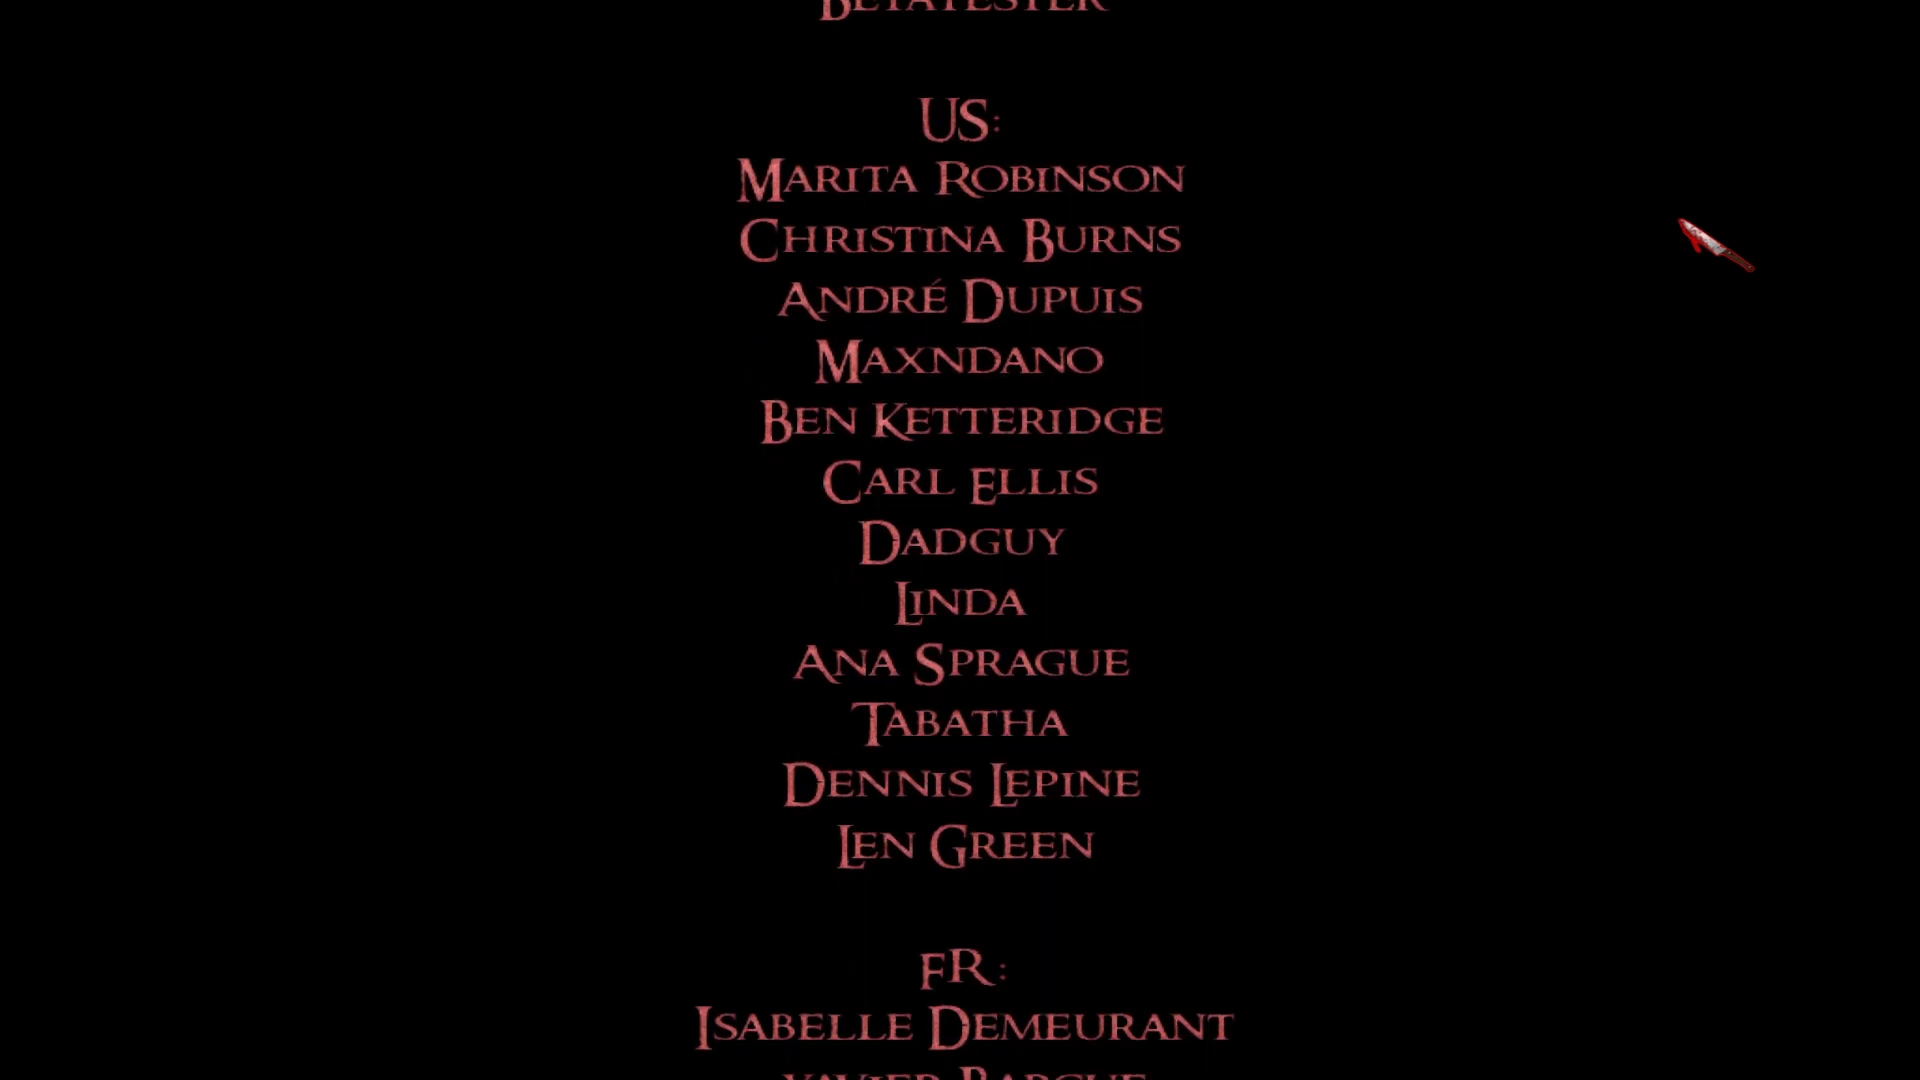 Betatester
US:
Marita Robinson
Christina Burns
André Dupuis
Maxndano
Ben Ketteridge
Carl Ellis
Dadguy
Linda
Ana Sprague
Tabatha
Dennis Lepine
Len Green
FR:
Isabelle Demeurant